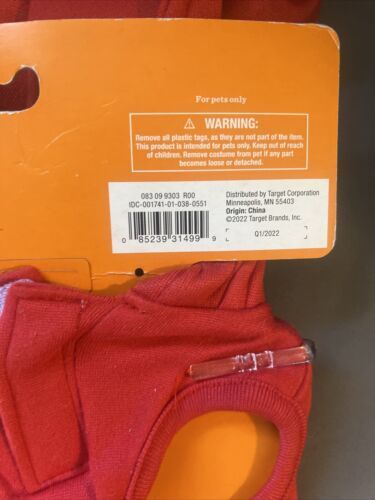 For pets only
⚠ WARNING:
Remove all plastic tags, as they are not part of the item.
This product is intended for pets only. Keep out of reach
of children. Remove costume from pet if any part
becomes loose or detached.
083 09 9303 R00
IDC-001741-01-038-0551
0 85239 31499 9
Distributed by Target Corporation
Minneapolis, MN 55403
Origin: China
©2022 Target Brands, Inc.
Q1/2022